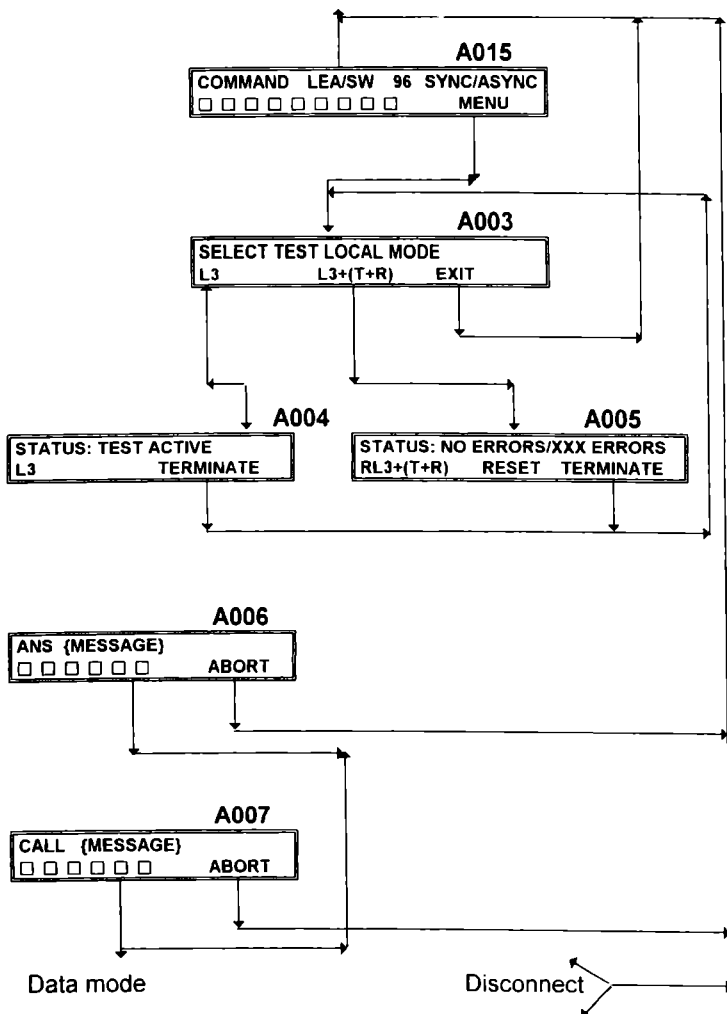 A015
COMMAND LEA/SW 96 SYNC/ASYNC
□ □ □ □ □ □ □ □ □ MENU
A003
SELECT TEST LOCAL MODE
L3 L3+(T+R) EXIT
A004
STATUS: TEST ACTIVE
L3 TERMINATE
A005
STATUS: NO ERRORS/XXX ERRORS
RL3+(T+R) RESET TERMINATE
A006
ANS {MESSAGE}
□ □ □ □ □ □ ABORT
A007
CALL {MESSAGE}
□ □ □ □ □ □ ABORT
Data mode
Disconnect